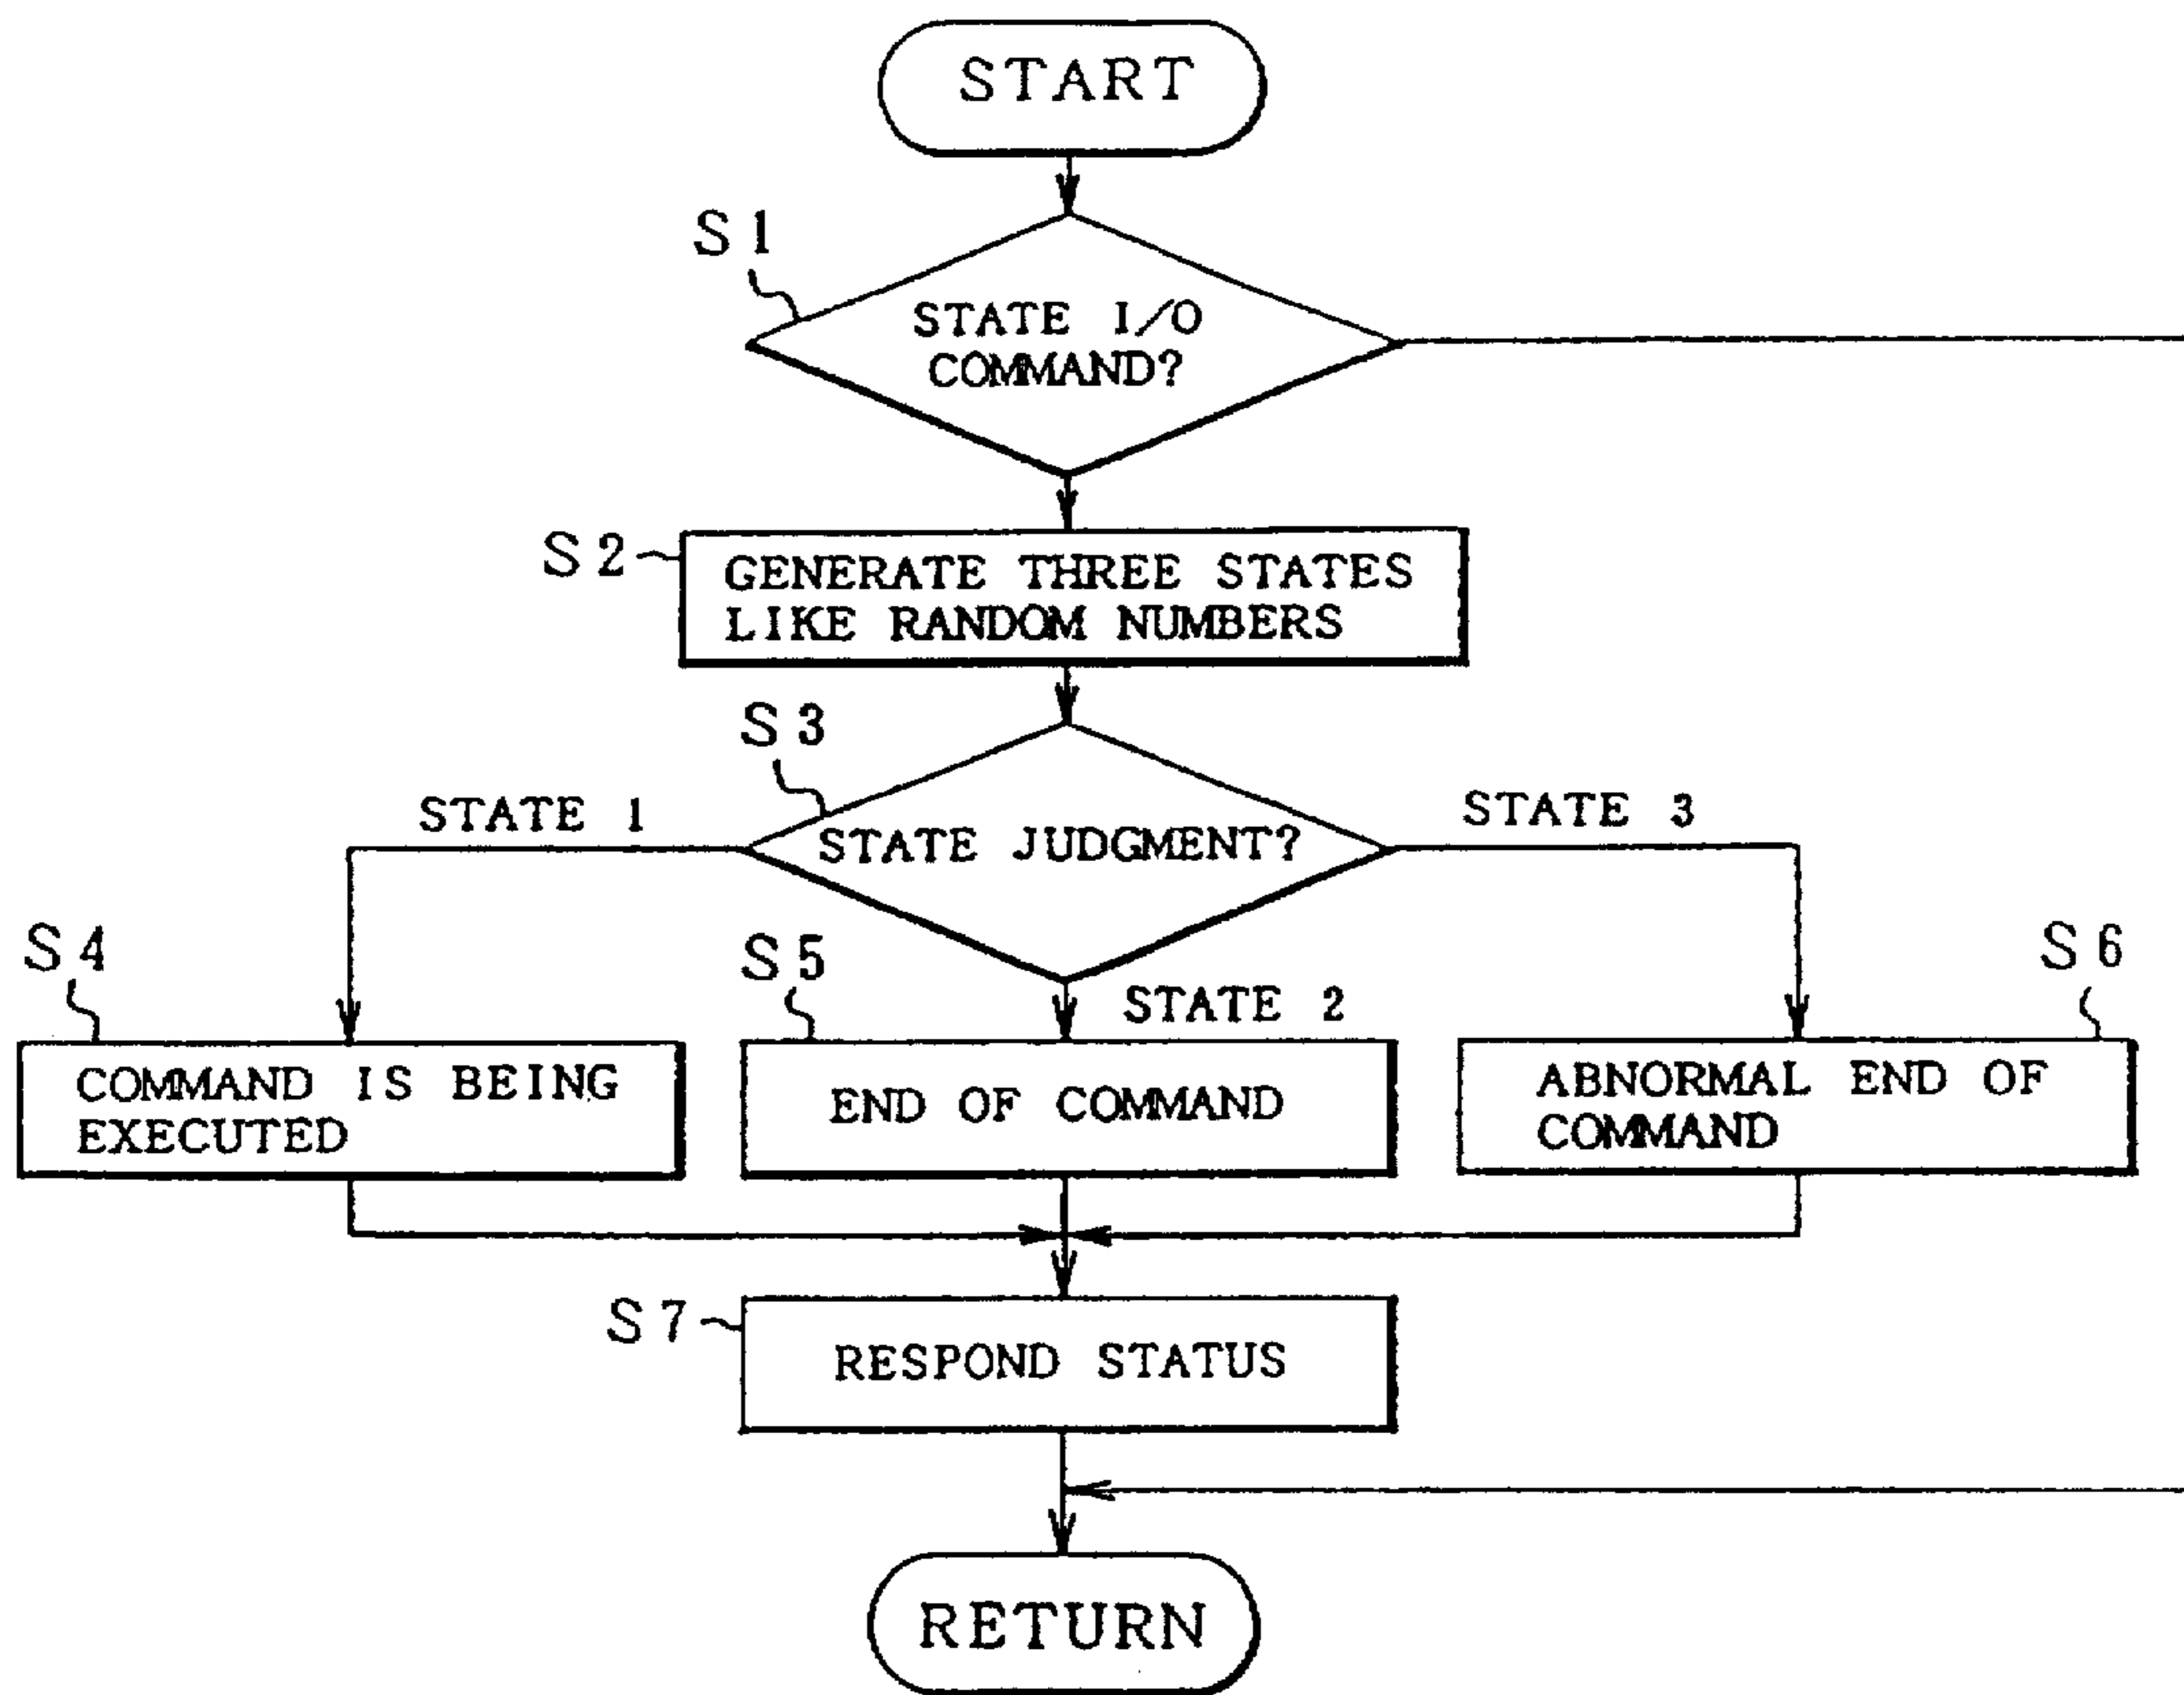 START
S1
STATE I/O
COMMAND?
S2
GENERATE THREE STATES
LIKE RANDOM NUMBERS
S3
STATE 1
STATE JUDGMENT?
STATE 3
S4
S5
STATE 2
S6
COMMAND IS BEING
EXECUTED
END OF COMMAND
ABNORMAL END OF
COMMAND
S7
RESPOND STATUS
RETURN